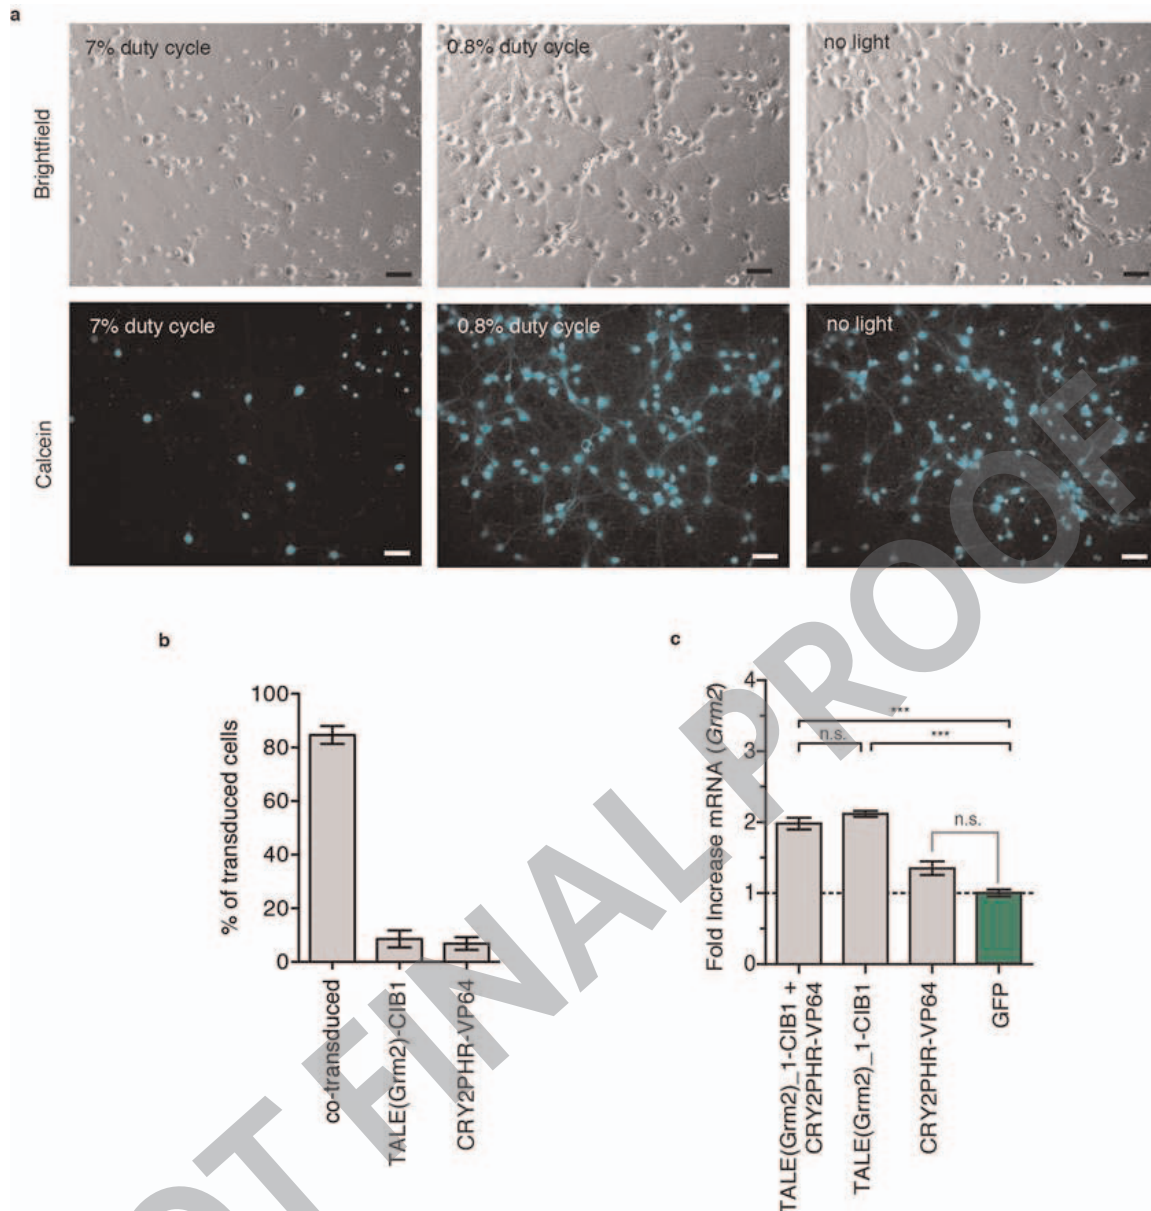 a
7% duty cycle
0.8% duty cycle
no light
Brightfield
7% duty cycle
0.8% duty cycle
no light
Calcein
b
% of transduced cells
100
80
60
40
20
0
co-transduced
TALE(Grm2)-CIB1
CRY2PHR-VP64
c
Fold Increase mRNA (Grm2)
4
3
2
1
0
***
n.s.
***
n.s.
TALE(Grm2)_1-CIB1 +
CRY2PHR-VP64
TALE(Grm2)_1-CIB1
CRY2PHR-VP64
GFP
OT FINAL PROOF